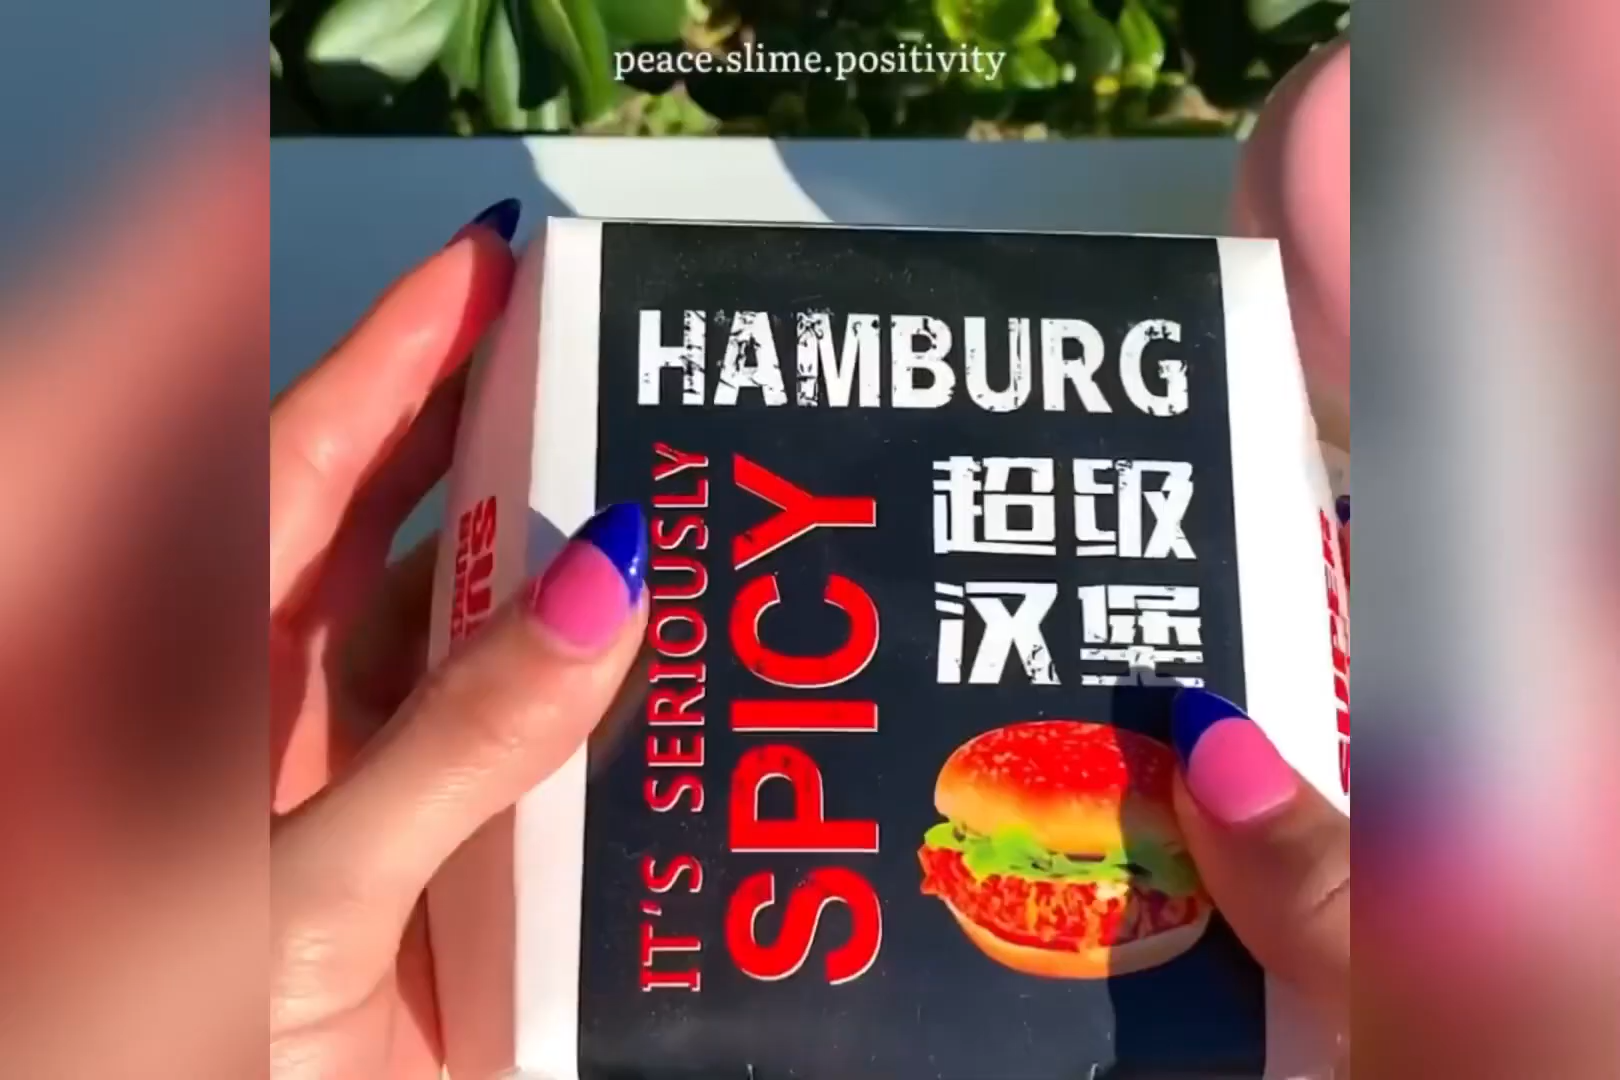 peace.slime.positivity
HAMBURG
超级
汉堡
IT'S SERIOUSLY
SPICY